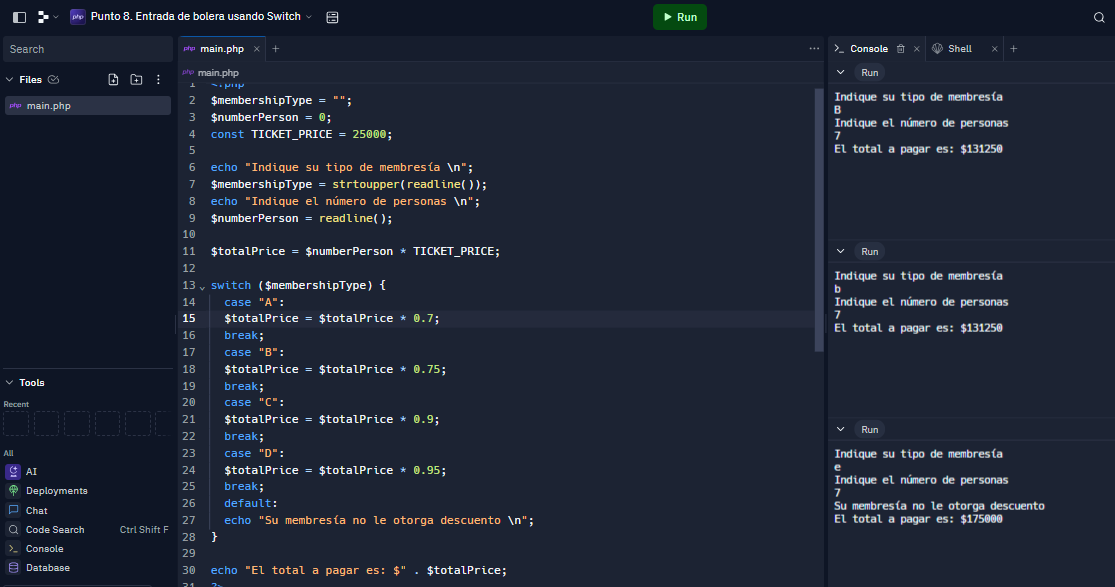 php Punto 8. Entrada de bolera usando Switch
Run
Search
Files
php main.php
Tools
Recent
All
AI
Deployments
Chat
Code Search Ctrl Shift F
Console
Database
php main.php
php main.php
1 <?php
2 $membershipType = "";
3 $numberPerson = 0;
4 const TICKET_PRICE = 25000;
5
6 echo "Indique su tipo de membresía \n";
7 $membershipType = strtoupper(readline());
8 echo "Indique el número de personas \n";
9 $numberPerson = readline();
10
11 $totalPrice = $numberPerson * TICKET_PRICE;
12
13 switch ($membershipType) {
14 case "A":
15 $totalPrice = $totalPrice * 0.7;
16 break;
17 case "B":
18 $totalPrice = $totalPrice * 0.75;
19 break;
20 case "C":
21 $totalPrice = $totalPrice * 0.9;
22 break;
23 case "D":
24 $totalPrice = $totalPrice * 0.95;
25 break;
26 default:
27 echo "Su membresía no le otorga descuento \n";
28 }
29
30 echo "El total a pagar es: $" . $totalPrice;
31 ?>
Console
Shell
Run
Indique su tipo de membresía
B
Indique el número de personas
7
El total a pagar es: $131250
Run
Indique su tipo de membresía
b
Indique el número de personas
7
El total a pagar es: $131250
Run
Indique su tipo de membresía
e
Indique el número de personas
7
Su membresía no le otorga descuento
El total a pagar es: $175000